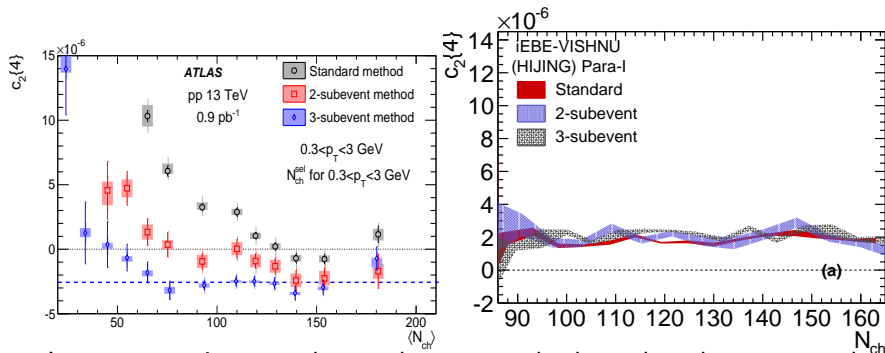 ×10⁻⁶
c₂{4}
15
10
5
0
-5
50
100
150
200
⟨N_ch⟩
ATLAS
pp 13 TeV
0.9 pb⁻¹
Standard method
2-subevent method
3-subevent method
0.3<p_T<3 GeV
N_ch^sel for 0.3<p_T<3 GeV
×10⁻⁶
c₂{4}
14
12
10
8
6
4
2
0
−2
90
100
110
120
130
140
150
160
N_ch
iEBE-VISHNU
(HIJING) Para-I
Standard
2-subevent
3-subevent
(a)